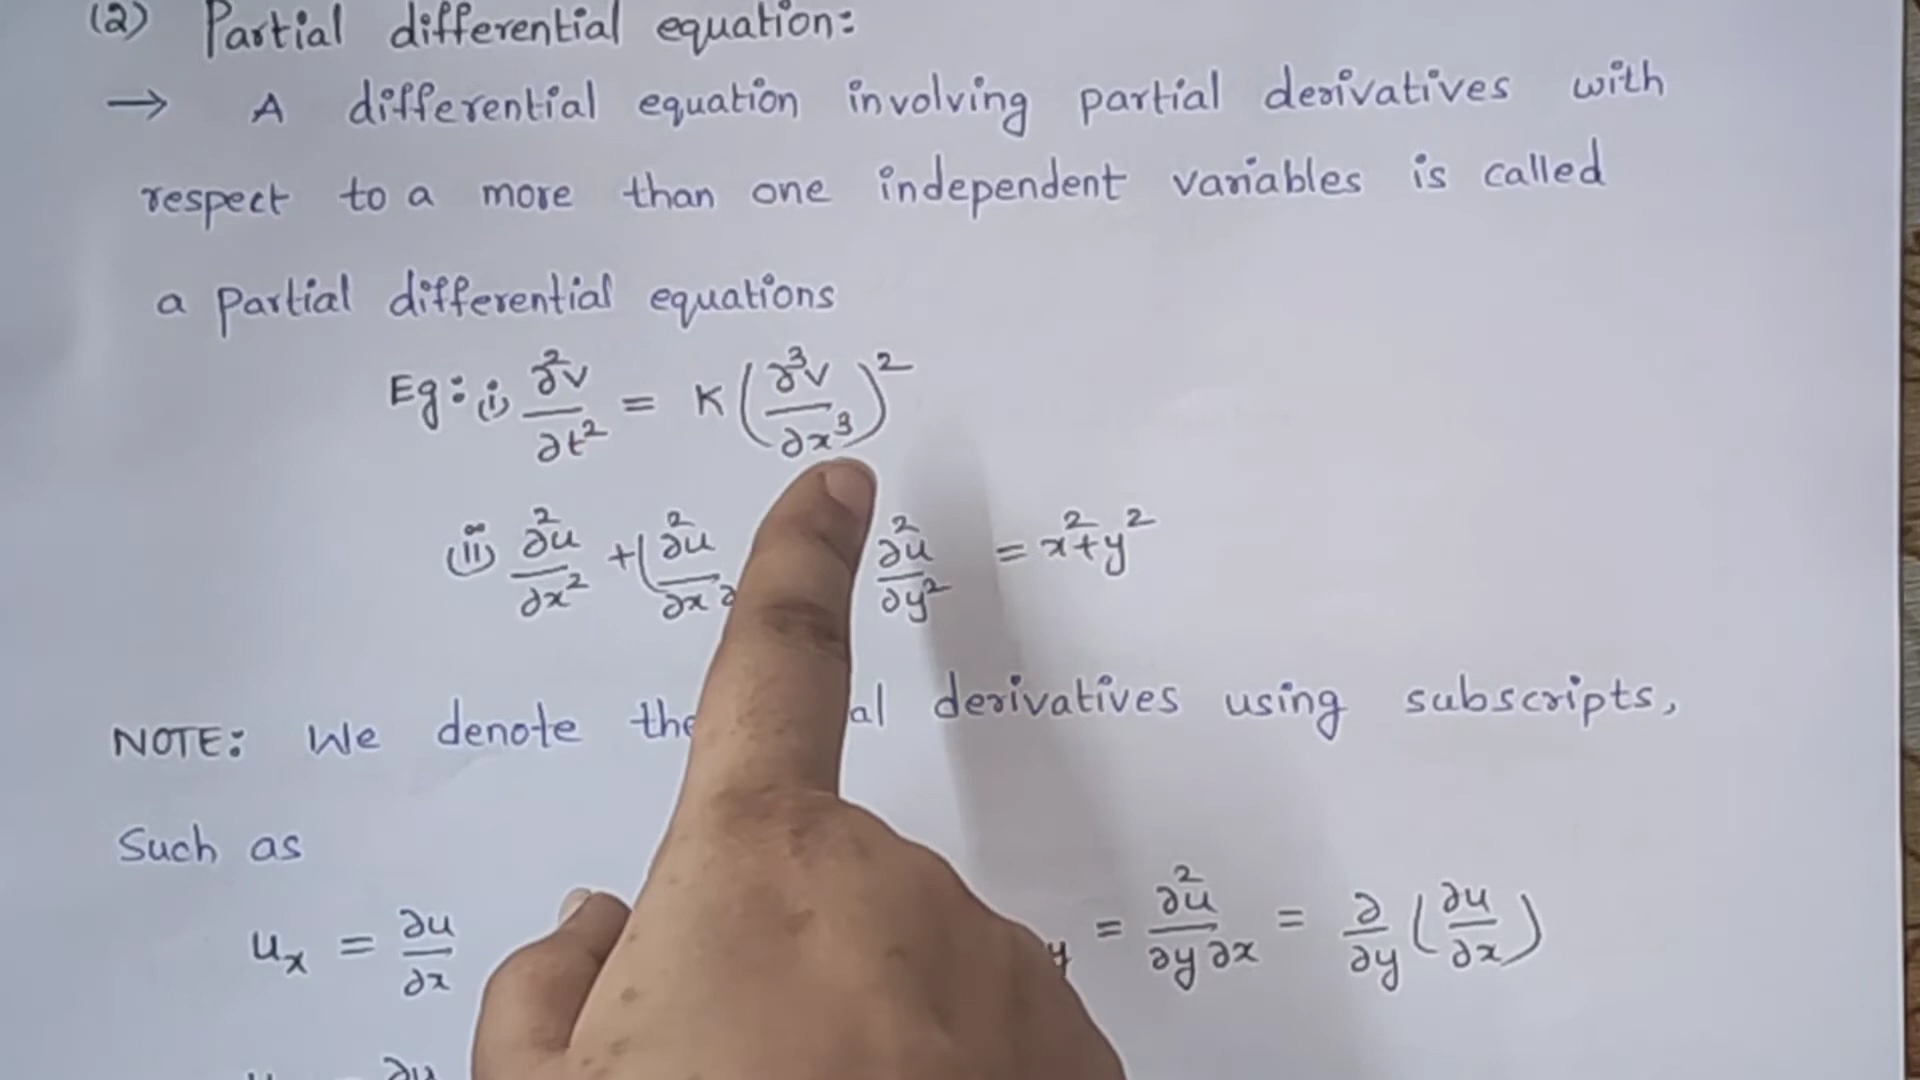 (2) Partial differential equation:
→ A differential equation involving partial derivatives with
respect to a more than one independent variables is called
a Partial differential equations
Eg: (i) ∂²v/∂t² = K(∂³v/∂x³)²
(ii) ∂²u/∂x² + (∂²u/∂x ∂²u/∂y² = x²+y²
NOTE: We denote the al derivatives using subscripts,
Such as
uₓ = ∂u/∂x y = ∂²u/∂y∂x = ∂/∂y(∂u/∂x)
∂u